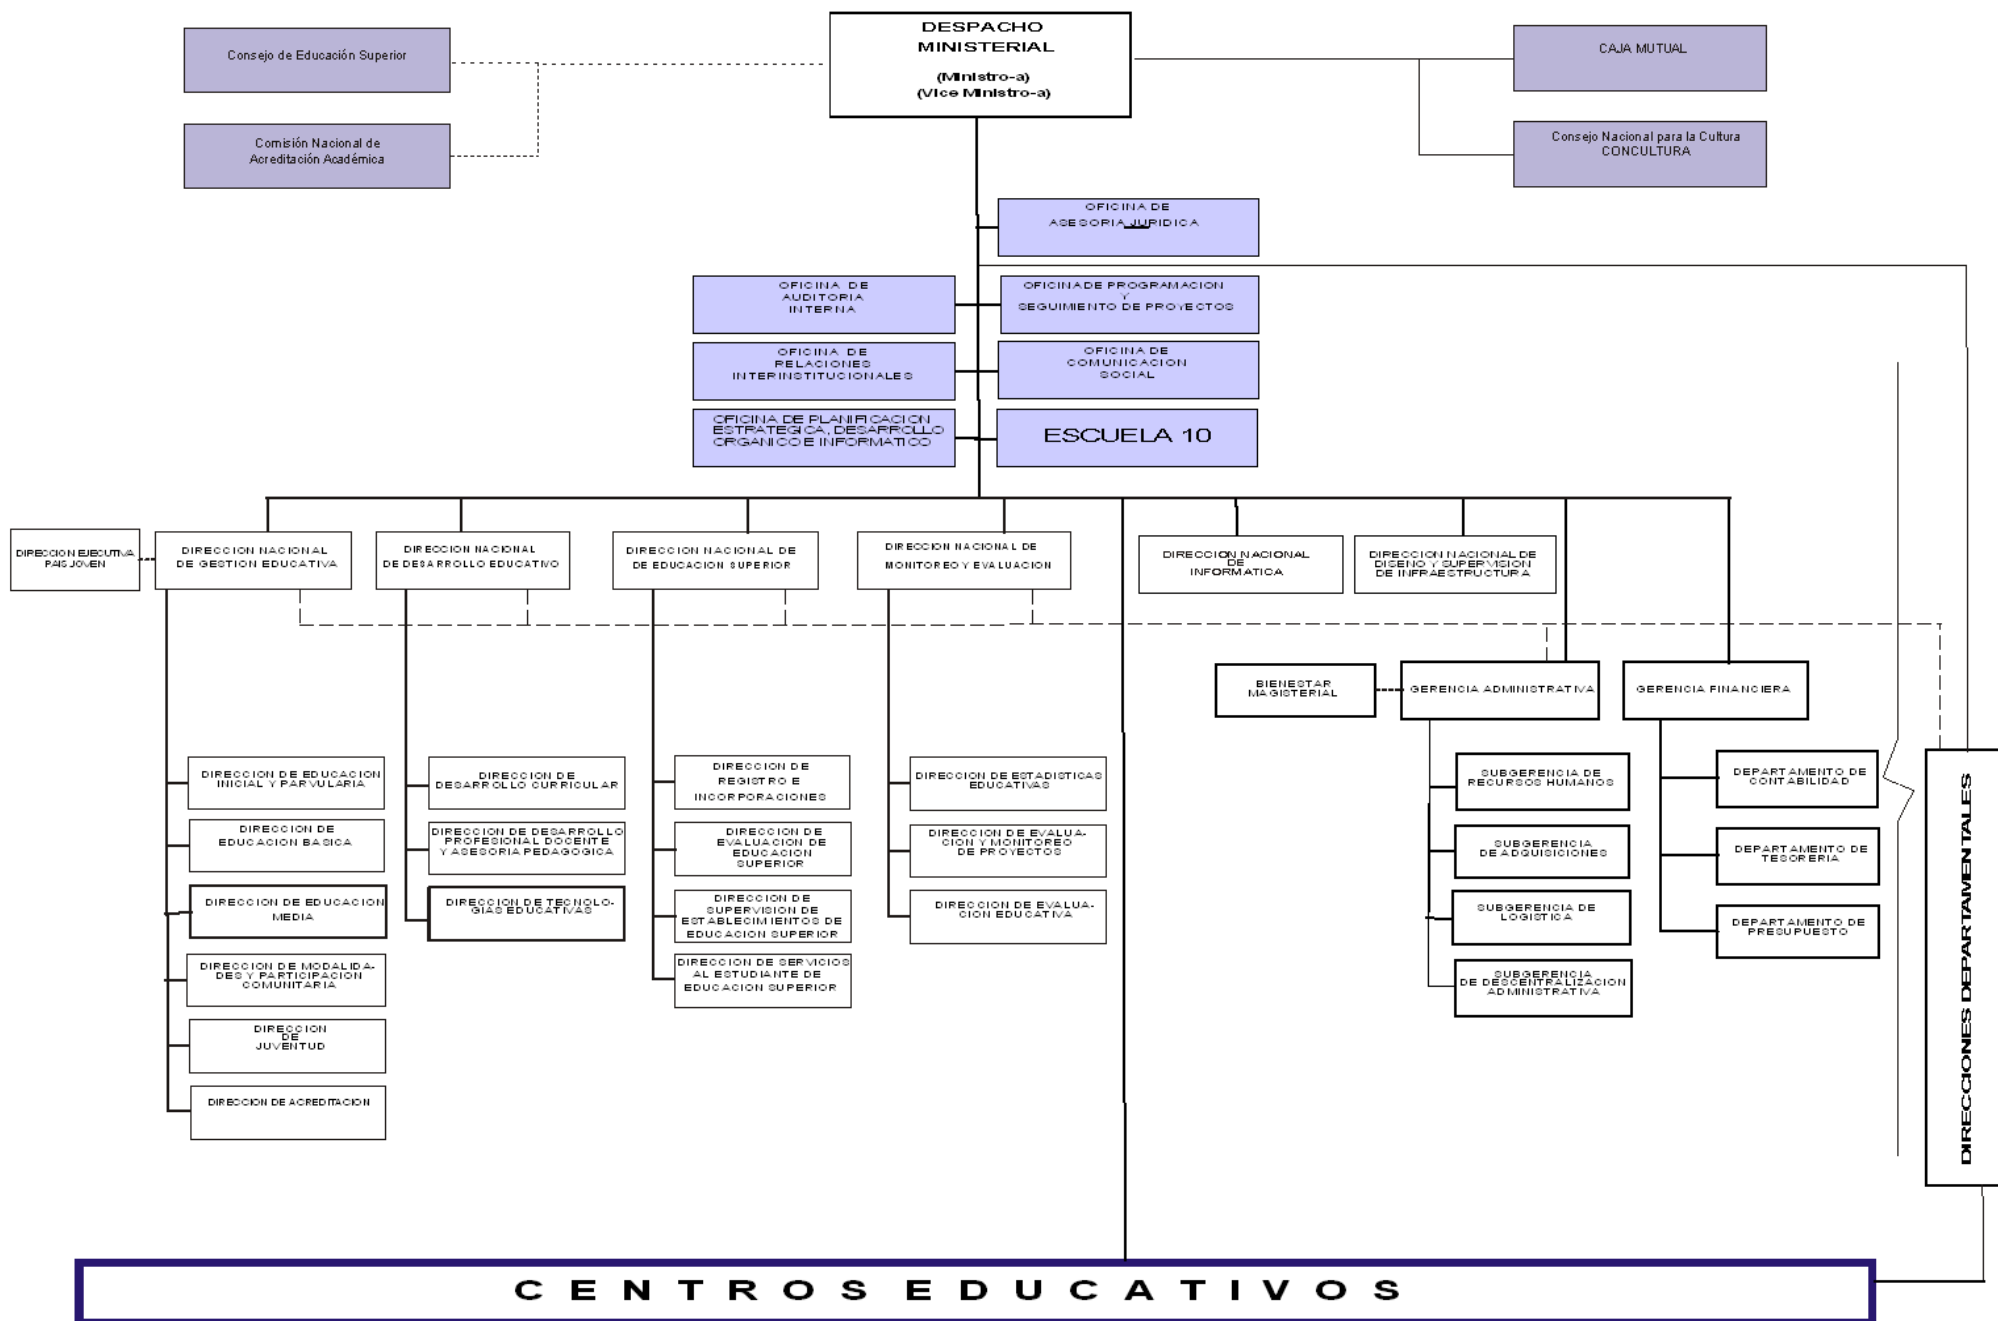 DESPACHO
MINISTERIAL
(Ministro-a)
(Vice Ministro-a)
Consejo de Educación Superior
CAJA MUTUAL
Comisión Nacional de
Acreditación Académica
Consejo Nacional para la Cultura
CONCULTURA
OFICINA DE
ASESORIA JURIDICA
OFICINA DE
AUDITORIA
INTERNA
OFICINA DE PROGRAMACION
Y
SEGUIMIENTO DE PROYECTOS
OFICINA DE
RELACIONES
INTERINSTITUCIONALES
OFICINA DE
COMUNICACION
SOCIAL
OFICINA DE PLANIFICACION
ESTRATEGICA, DESARROLLO
ORGANICO E INFORMATICO
ESCUELA 10
DIRECCION EJECUTIVA
PAIS JOVEN
DIRECCION NACIONAL
DE GESTION EDUCATIVA
DIRECCION NACIONAL
DE DESARROLLO EDUCATIVO
DIRECCION NACIONAL DE
DE EDUCACION SUPERIOR
DIRECCION NACIONAL DE
MONITOREO Y EVALUACION
DIRECCION NACIONAL
DE
INFORMATICA
DIRECCION NACIONAL DE
DISENO Y SUPERVISION
DE INFRAESTRUCTURA
BIENESTAR
MAGISTERIAL
GERENCIA ADMINISTRATIVA
GERENCIA FINANCIERA
DIRECCION DE EDUCACION
INICIAL Y PARVULARIA
DIRECCION DE
EDUCACION BASICA
DIRECCION DE EDUCACION
MEDIA
DIRECCION DE MODALIDA-
DES Y PARTICIPACION
COMUNITARIA
DIRECCION
DE
JUVENTUD
DIRECCION DE ACREDITACION
DIRECCION DE
DESARROLLO CURRICULAR
DIRECCION DE DESARROLLO
PROFESIONAL DOCENTE
Y ASESORIA PEDAGOGICA
DIRECCION DE TECNOLO-
GIAS EDUCATIVAS
DIRECCION DE
REGISTRO E
INCORPORACIONES
DIRECCION DE
EVALUACION DE
EDUCACION
SUPERIOR
DIRECCION DE
SUPERVISION DE
ESTABLECIMIENTOS DE
EDUCACION SUPERIOR
DIRECCION DE SERVICIOS
AL ESTUDIANTE DE
EDUCACION SUPERIOR
DIRECCION DE ESTADISTICAS
EDUCATIVAS
DIRECCION DE EVALUA-
CION Y MONITOREO
DE PROYECTOS
DIRECCION DE EVALUA-
CION EDUCATIVA
SUBGERENCIA DE
RECURSOS HUMANOS
SUBGERENCIA
DE ADQUISICIONES
SUBGERENCIA DE
LOGISTICA
SUBGERENCIA
DE DESCENTRALIZACION
ADMINISTRATIVA
DEPARTAMENTO DE
CONTABILIDAD
DEPARTAMENTO DE
TESORERIA
DEPARTAMENTO DE
PRESUPUESTO
DIRECCIONES DEPARTAMENTALES
CENTROS EDUCATIVOS